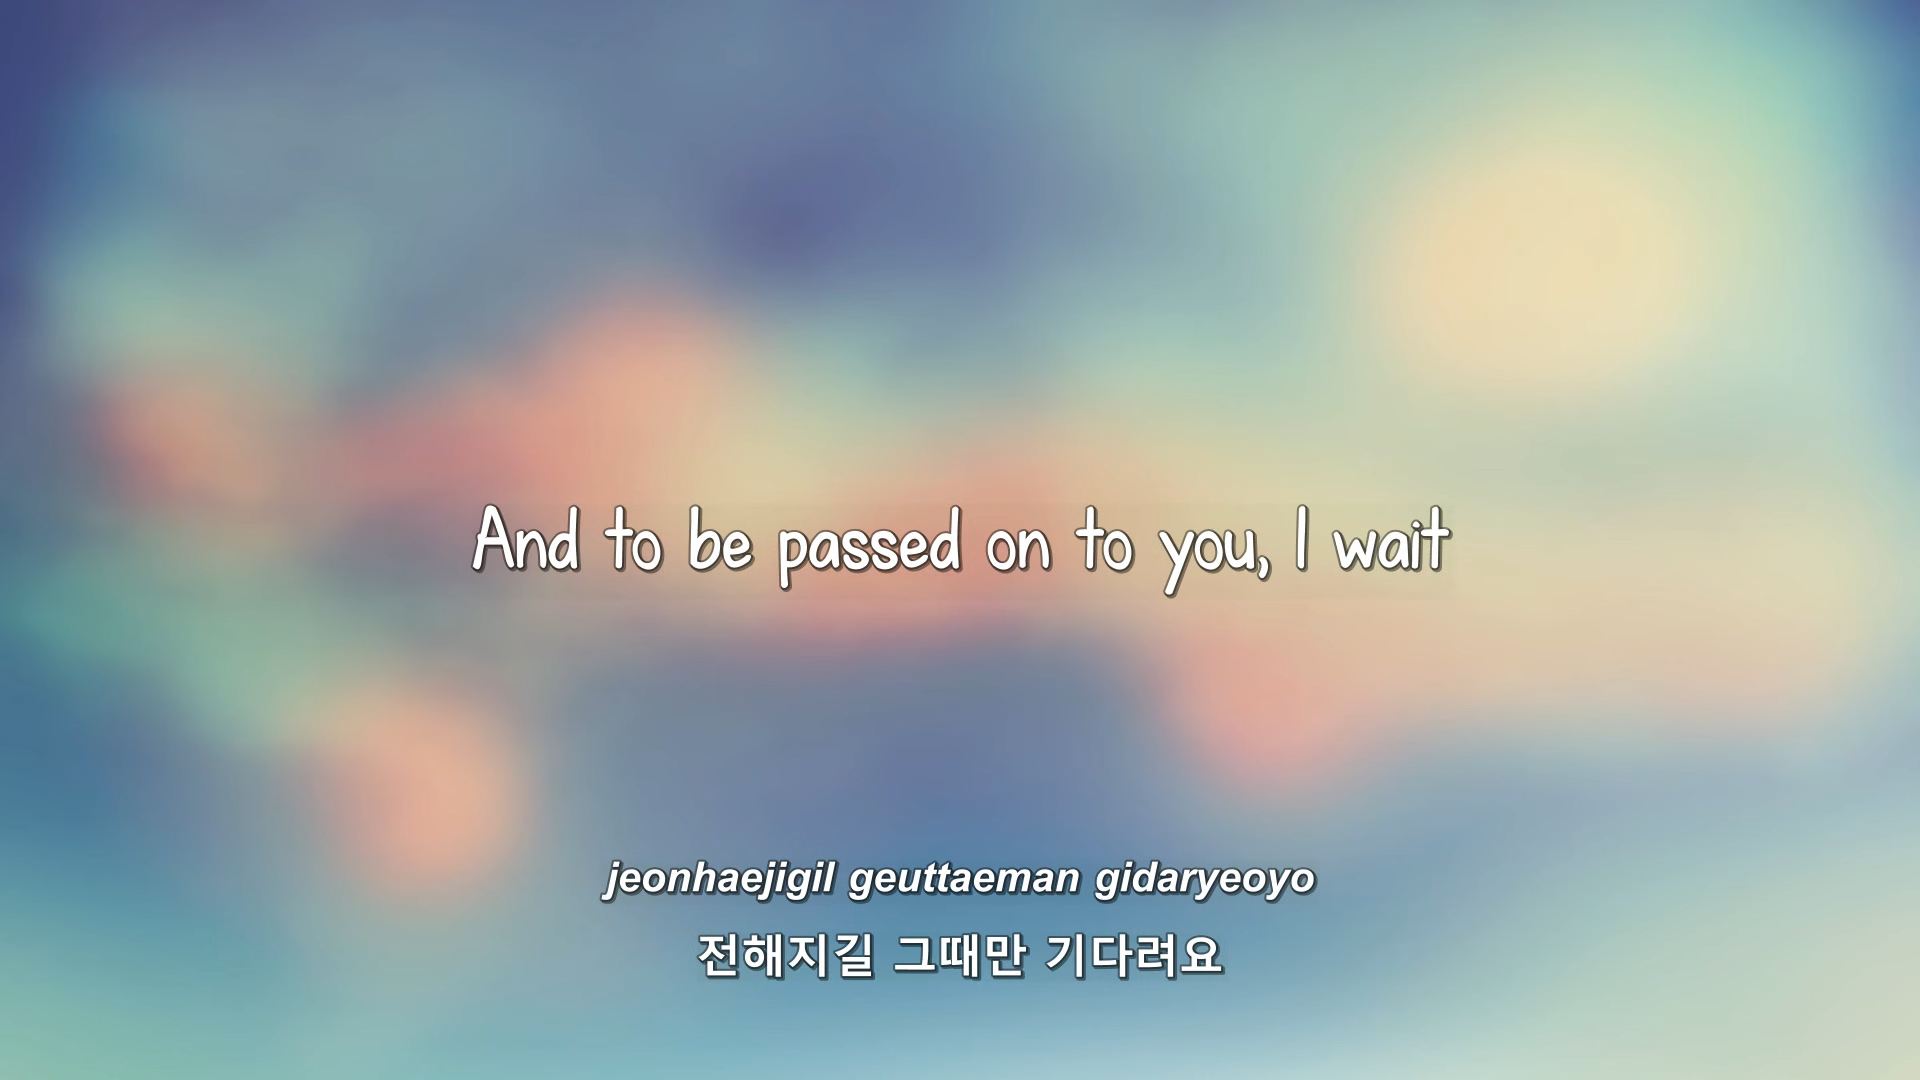 And to be passed on to you, I wait
jeonhaejigil geuttaeman gidaryeoyo
전해지길 그때만 기다려요